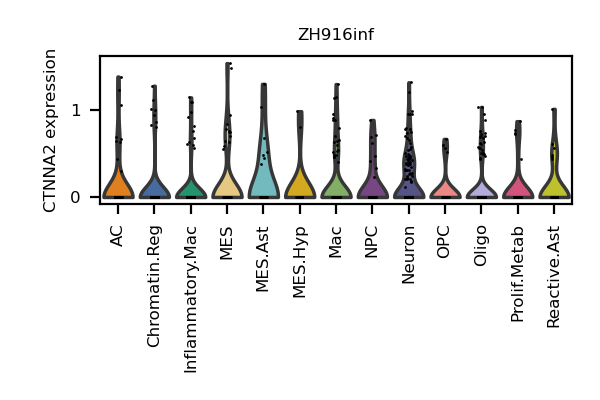 ZH916inf
CTNNA2 expression
1
0
AC
Chromatin.Reg
Inflammatory.Mac
MES
MES.Ast
MES.Hyp
Mac
NPC
Neuron
OPC
Oligo
Prolif.Metab
Reactive.Ast